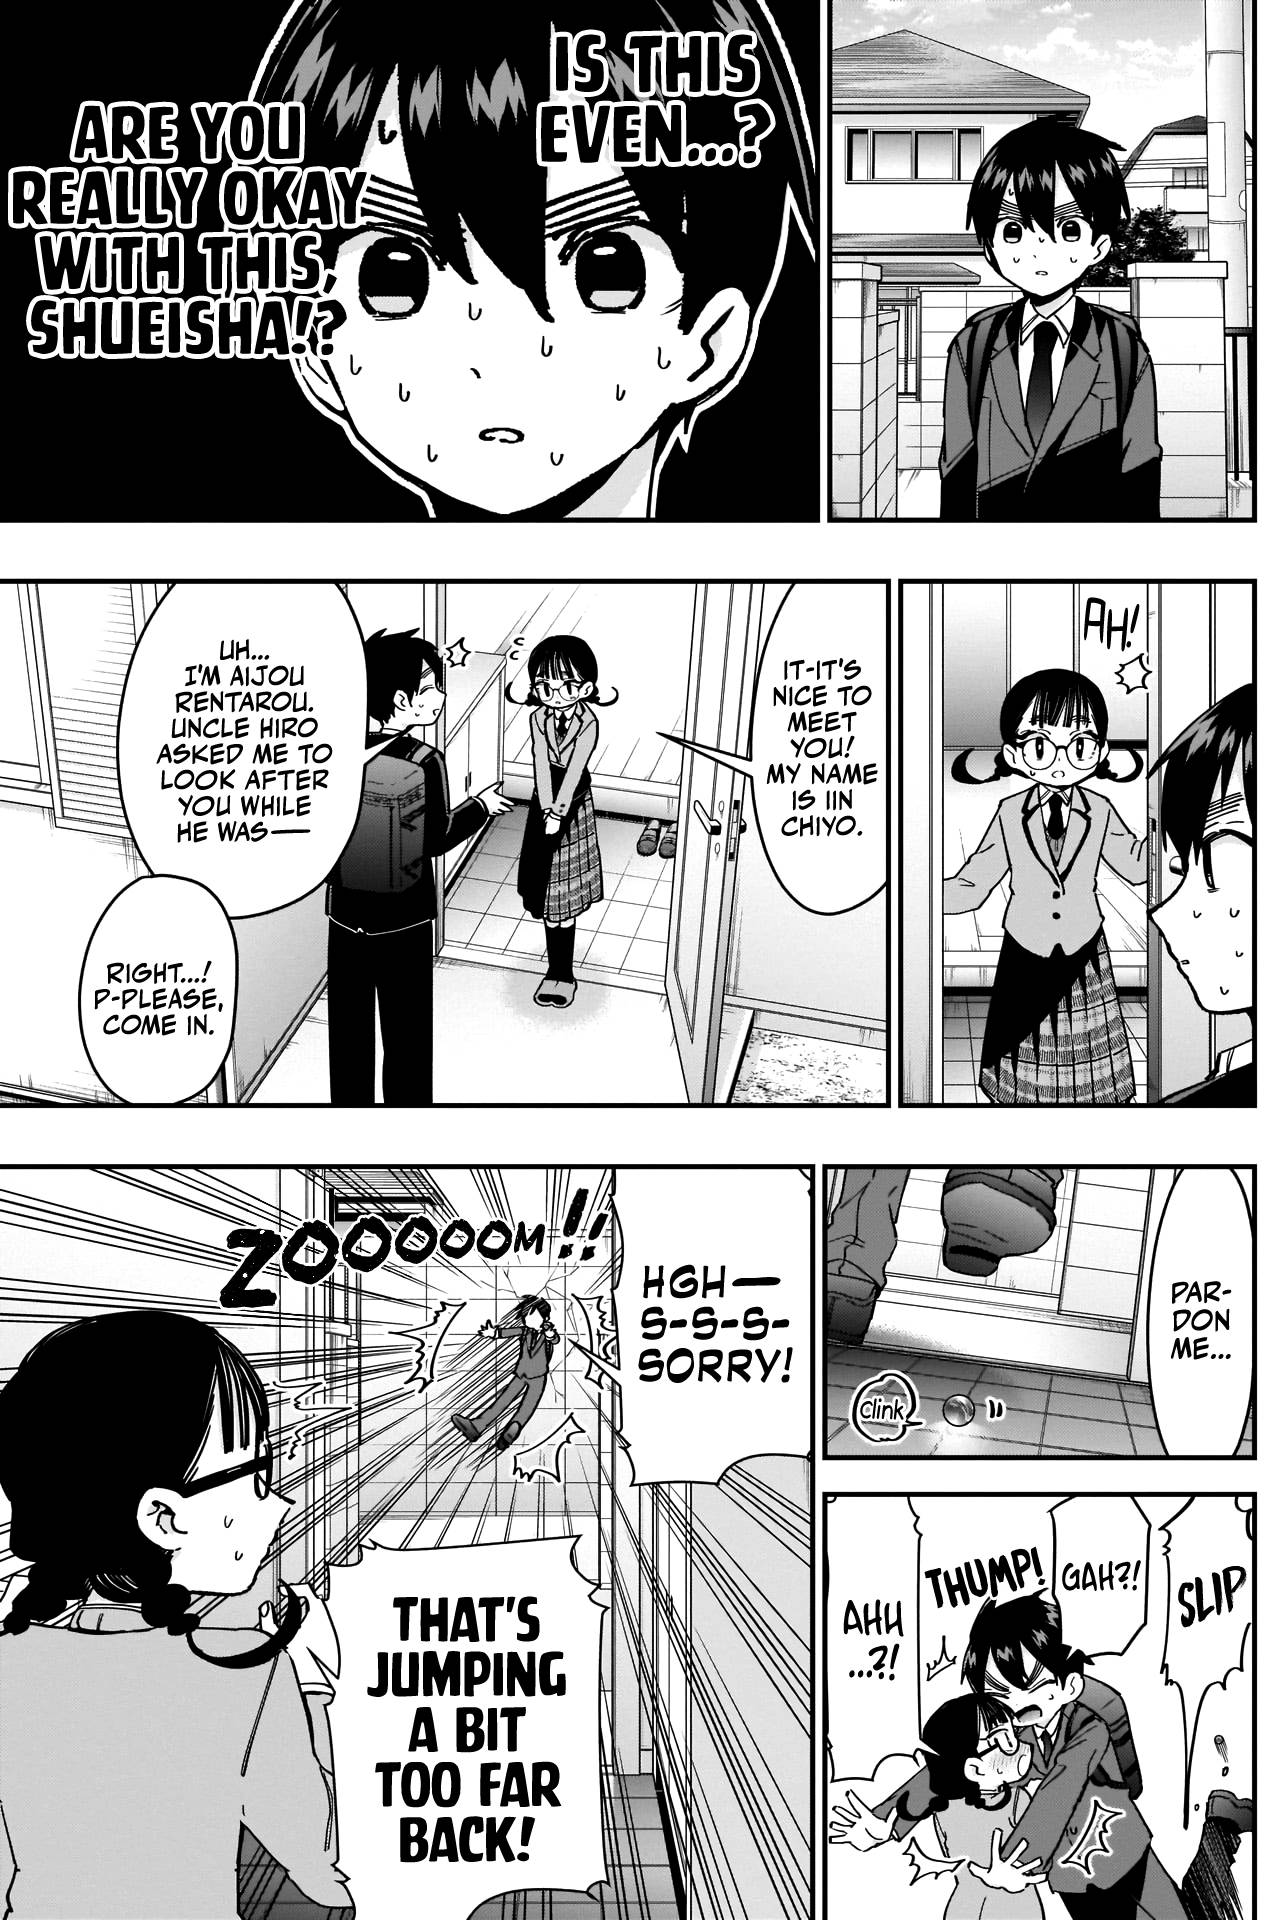 IS THIS
EVEN...?
ARE YOU
REALLY OKAY
WITH THIS,
SHUEISHA!?
AH!
IT-IT'S
NICE TO
MEET
YOU!
MY NAME
IS IIN
CHIYO.
UH...
I'M AIJOU
RENTAROU.
UNCLE HIRO
ASKED ME TO
LOOK AFTER
YOU WHILE
HE WAS—
RIGHT...!
P-PLEASE,
COME IN.
PAR-
DON
ME...
Clink
SLIP
GAH?!
THUMP!
AHH
...?!
ZOOOOOOM!!
HGH—
S-S-S-
SORRY!
THAT'S
JUMPING
A BIT
TOO FAR
BACK!